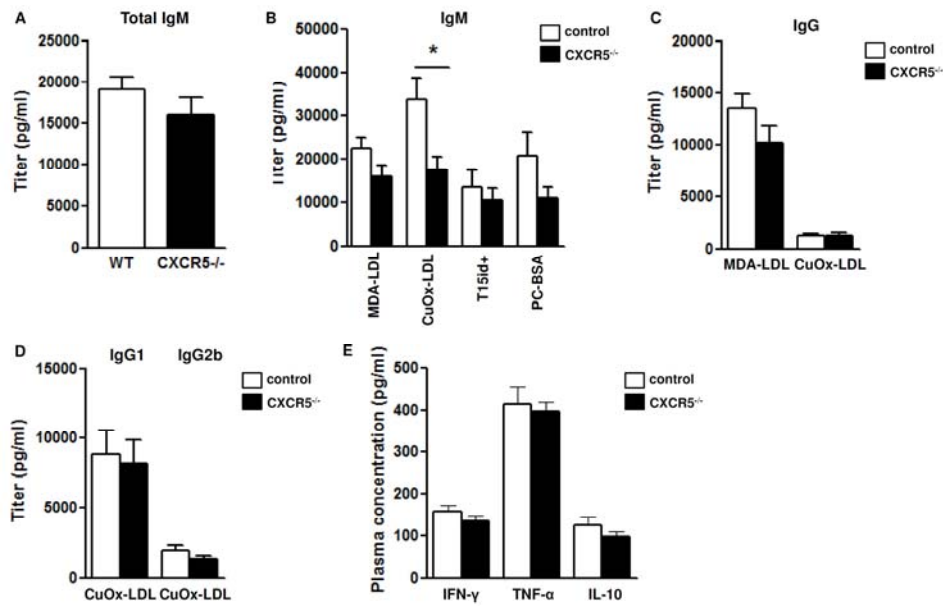 A Total IgM
Titer (pg/ml)
25000
20000
15000
10000
5000
0
WT CXCR5-/-
B IgM
control
CXCR5-/-
*
Titer (pg/ml)
50000
40000
30000
20000
10000
0
MDA-LDL
CuOx-LDL
T15id+
PC-BSA
C IgG
control
CXCR5-/-
Titer (pg/ml)
20000
15000
10000
5000
0
MDA-LDL CuOx-LDL
D IgG1 IgG2b
control
CXCR5-/-
Titer (pg/ml)
15000
10000
5000
0
CuOx-LDL CuOx-LDL
E
control
CXCR5-/-
Plasma concentration (pg/ml)
500
400
300
200
100
0
IFN-γ TNF-α IL-10